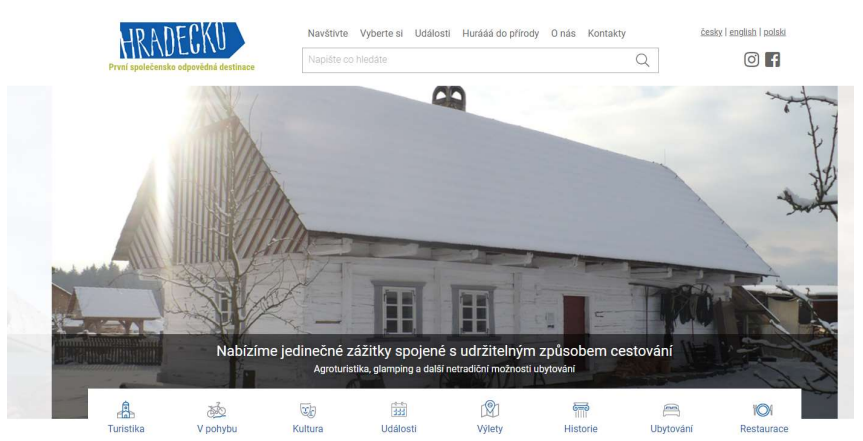 HRADECKO
První společensko odpovědná destinace
Navštivte Vyberte si Události Hurááá do přírody O nás Kontakty
česky | english | polski
Napište co hledáte
Nabízíme jedinečné zážitky spojené s udržitelným způsobem cestování
Agroturistika, glamping a další netradiční možnosti ubytování
Turistika V pohybu Kultura Události Výlety Historie Ubytování Restaurace